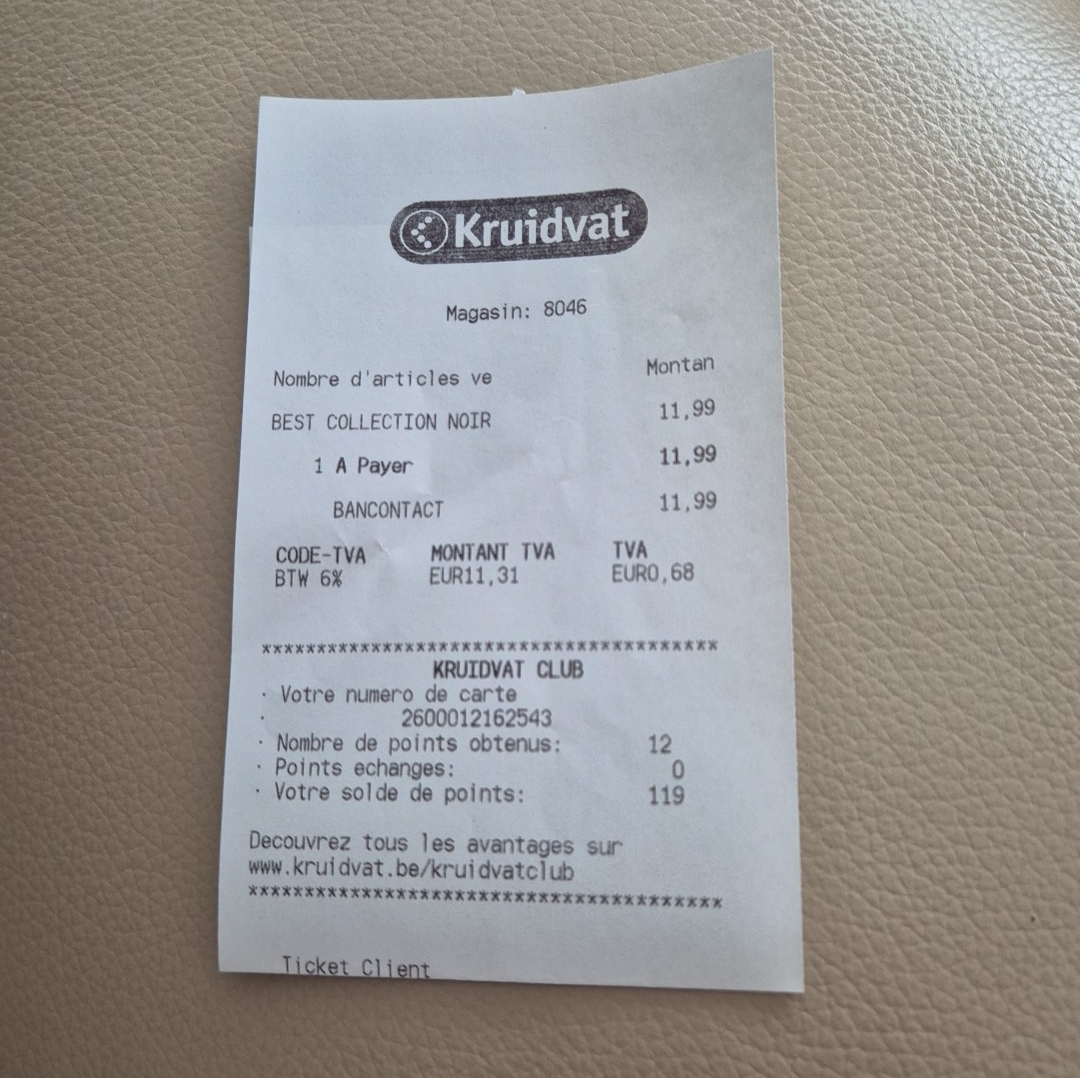 Kruidvat
Magasin: 8046
Nombre d'articles ve Montan
BEST COLLECTION NOIR 11,99
1 A Payer 11,99
BANCONTACT 11,99
CODE-TVA MONTANT TVA TVA
BTW 6% EUR11,31 EUR0,68
****************************************
KRUIDVAT CLUB
· Votre numero de carte
· 2600012162543
· Nombre de points obtenus: 12
· Points echanges: 0
· Votre solde de points: 119
Decouvrez tous les avantages sur
www.kruidvat.be/kruidvatclub
****************************************
Ticket Client